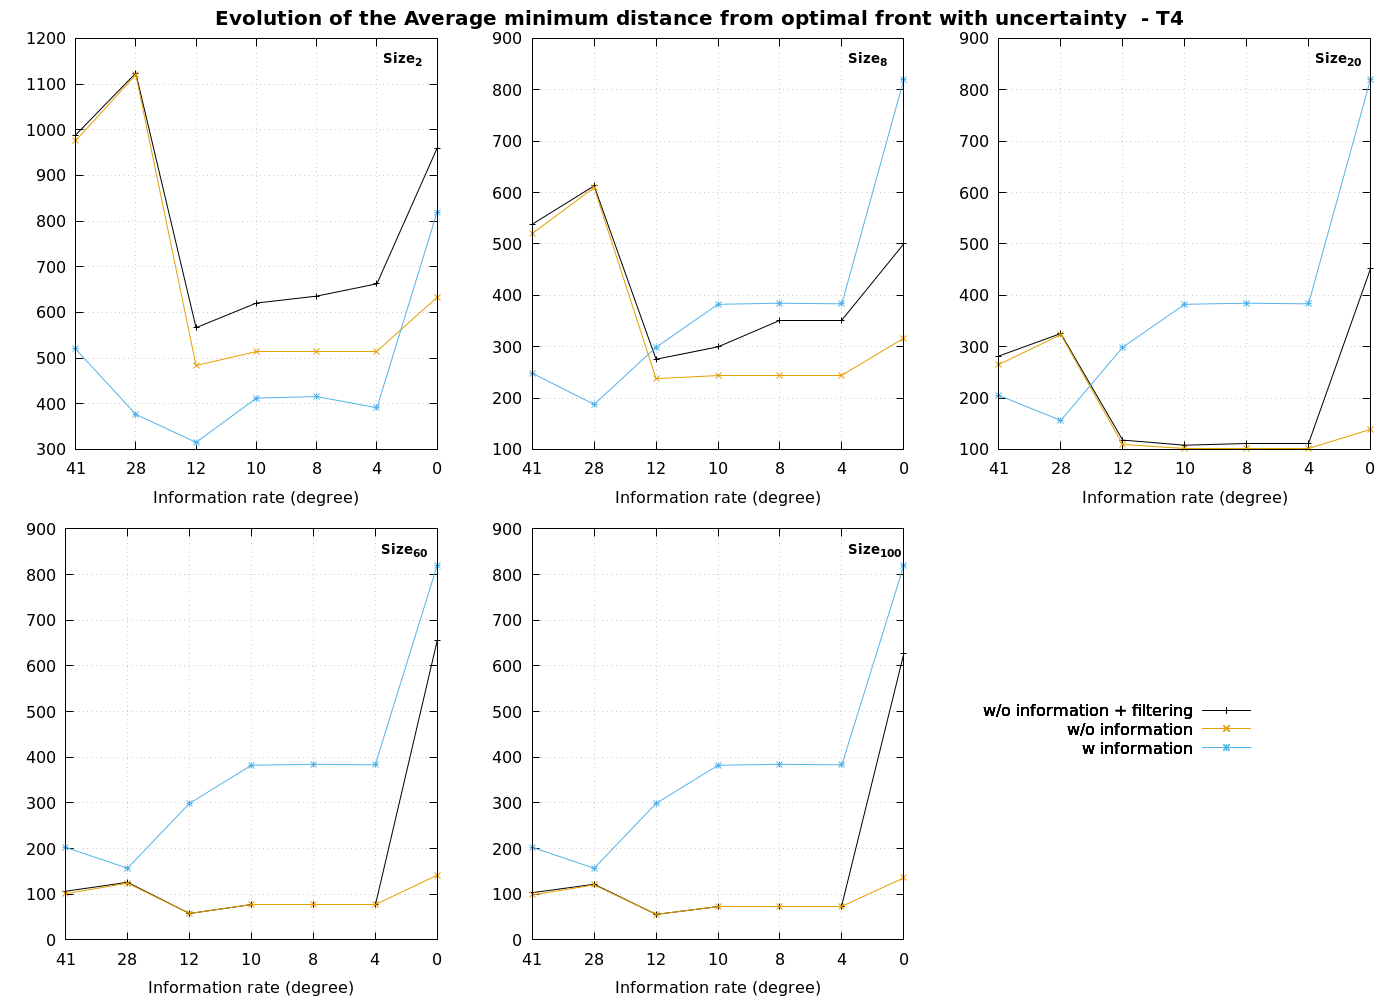 Evolution of the Average minimum distance from optimal front with uncertainty - T4
Size2
1200
1100
1000
900
800
700
600
500
400
300
41 28 12 10 8 4 0
Information rate (degree)
Size8
900
800
700
600
500
400
300
200
100
41 28 12 10 8 4 0
Information rate (degree)
Size20
900
800
700
600
500
400
300
200
100
41 28 12 10 8 4 0
Information rate (degree)
Size60
900
800
700
600
500
400
300
200
100
0
41 28 12 10 8 4 0
Information rate (degree)
Size100
900
800
700
600
500
400
300
200
100
0
41 28 12 10 8 4 0
Information rate (degree)
w/o information + filtering
w/o information
w information